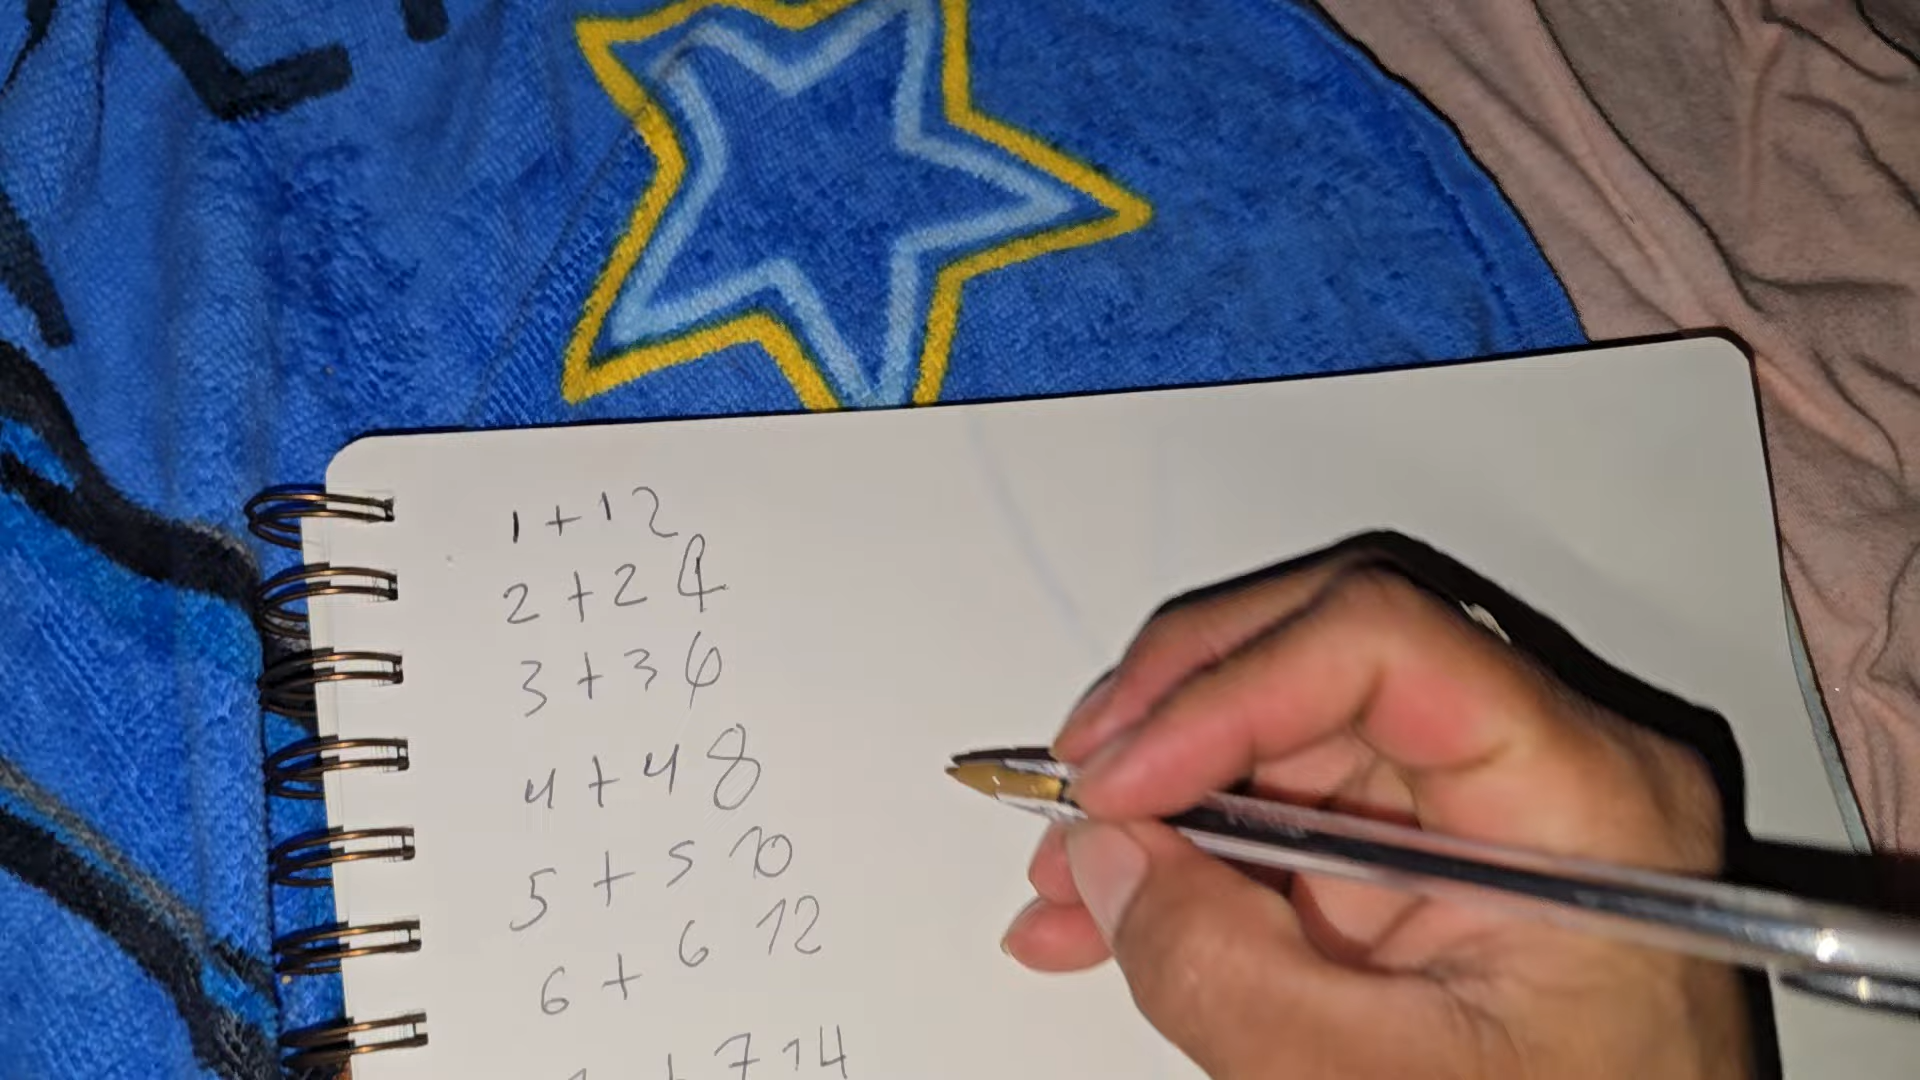 1 + 1 2
2 + 2 4
3 + 3 6
4 + 4 8
5 + 5 10
6 + 6 12
+ 7 14